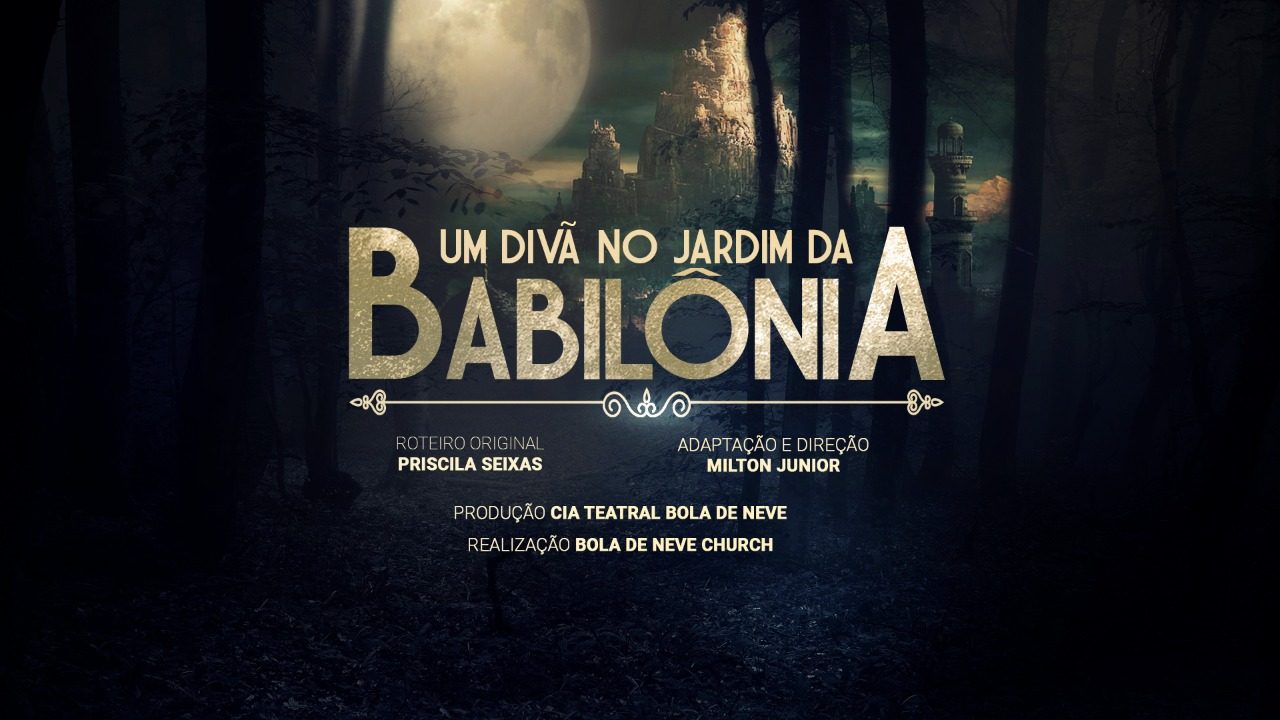 UM DIVÃ NO JARDIM DA
BABILÔNIA
ROTEIRO ORIGINAL
PRISCILA SEIXAS
ADAPTAÇÃO E DIREÇÃO
MILTON JUNIOR
PRODUÇÃO CIA TEATRAL BOLA DE NEVE
REALIZAÇÃO BOLA DE NEVE CHURCH